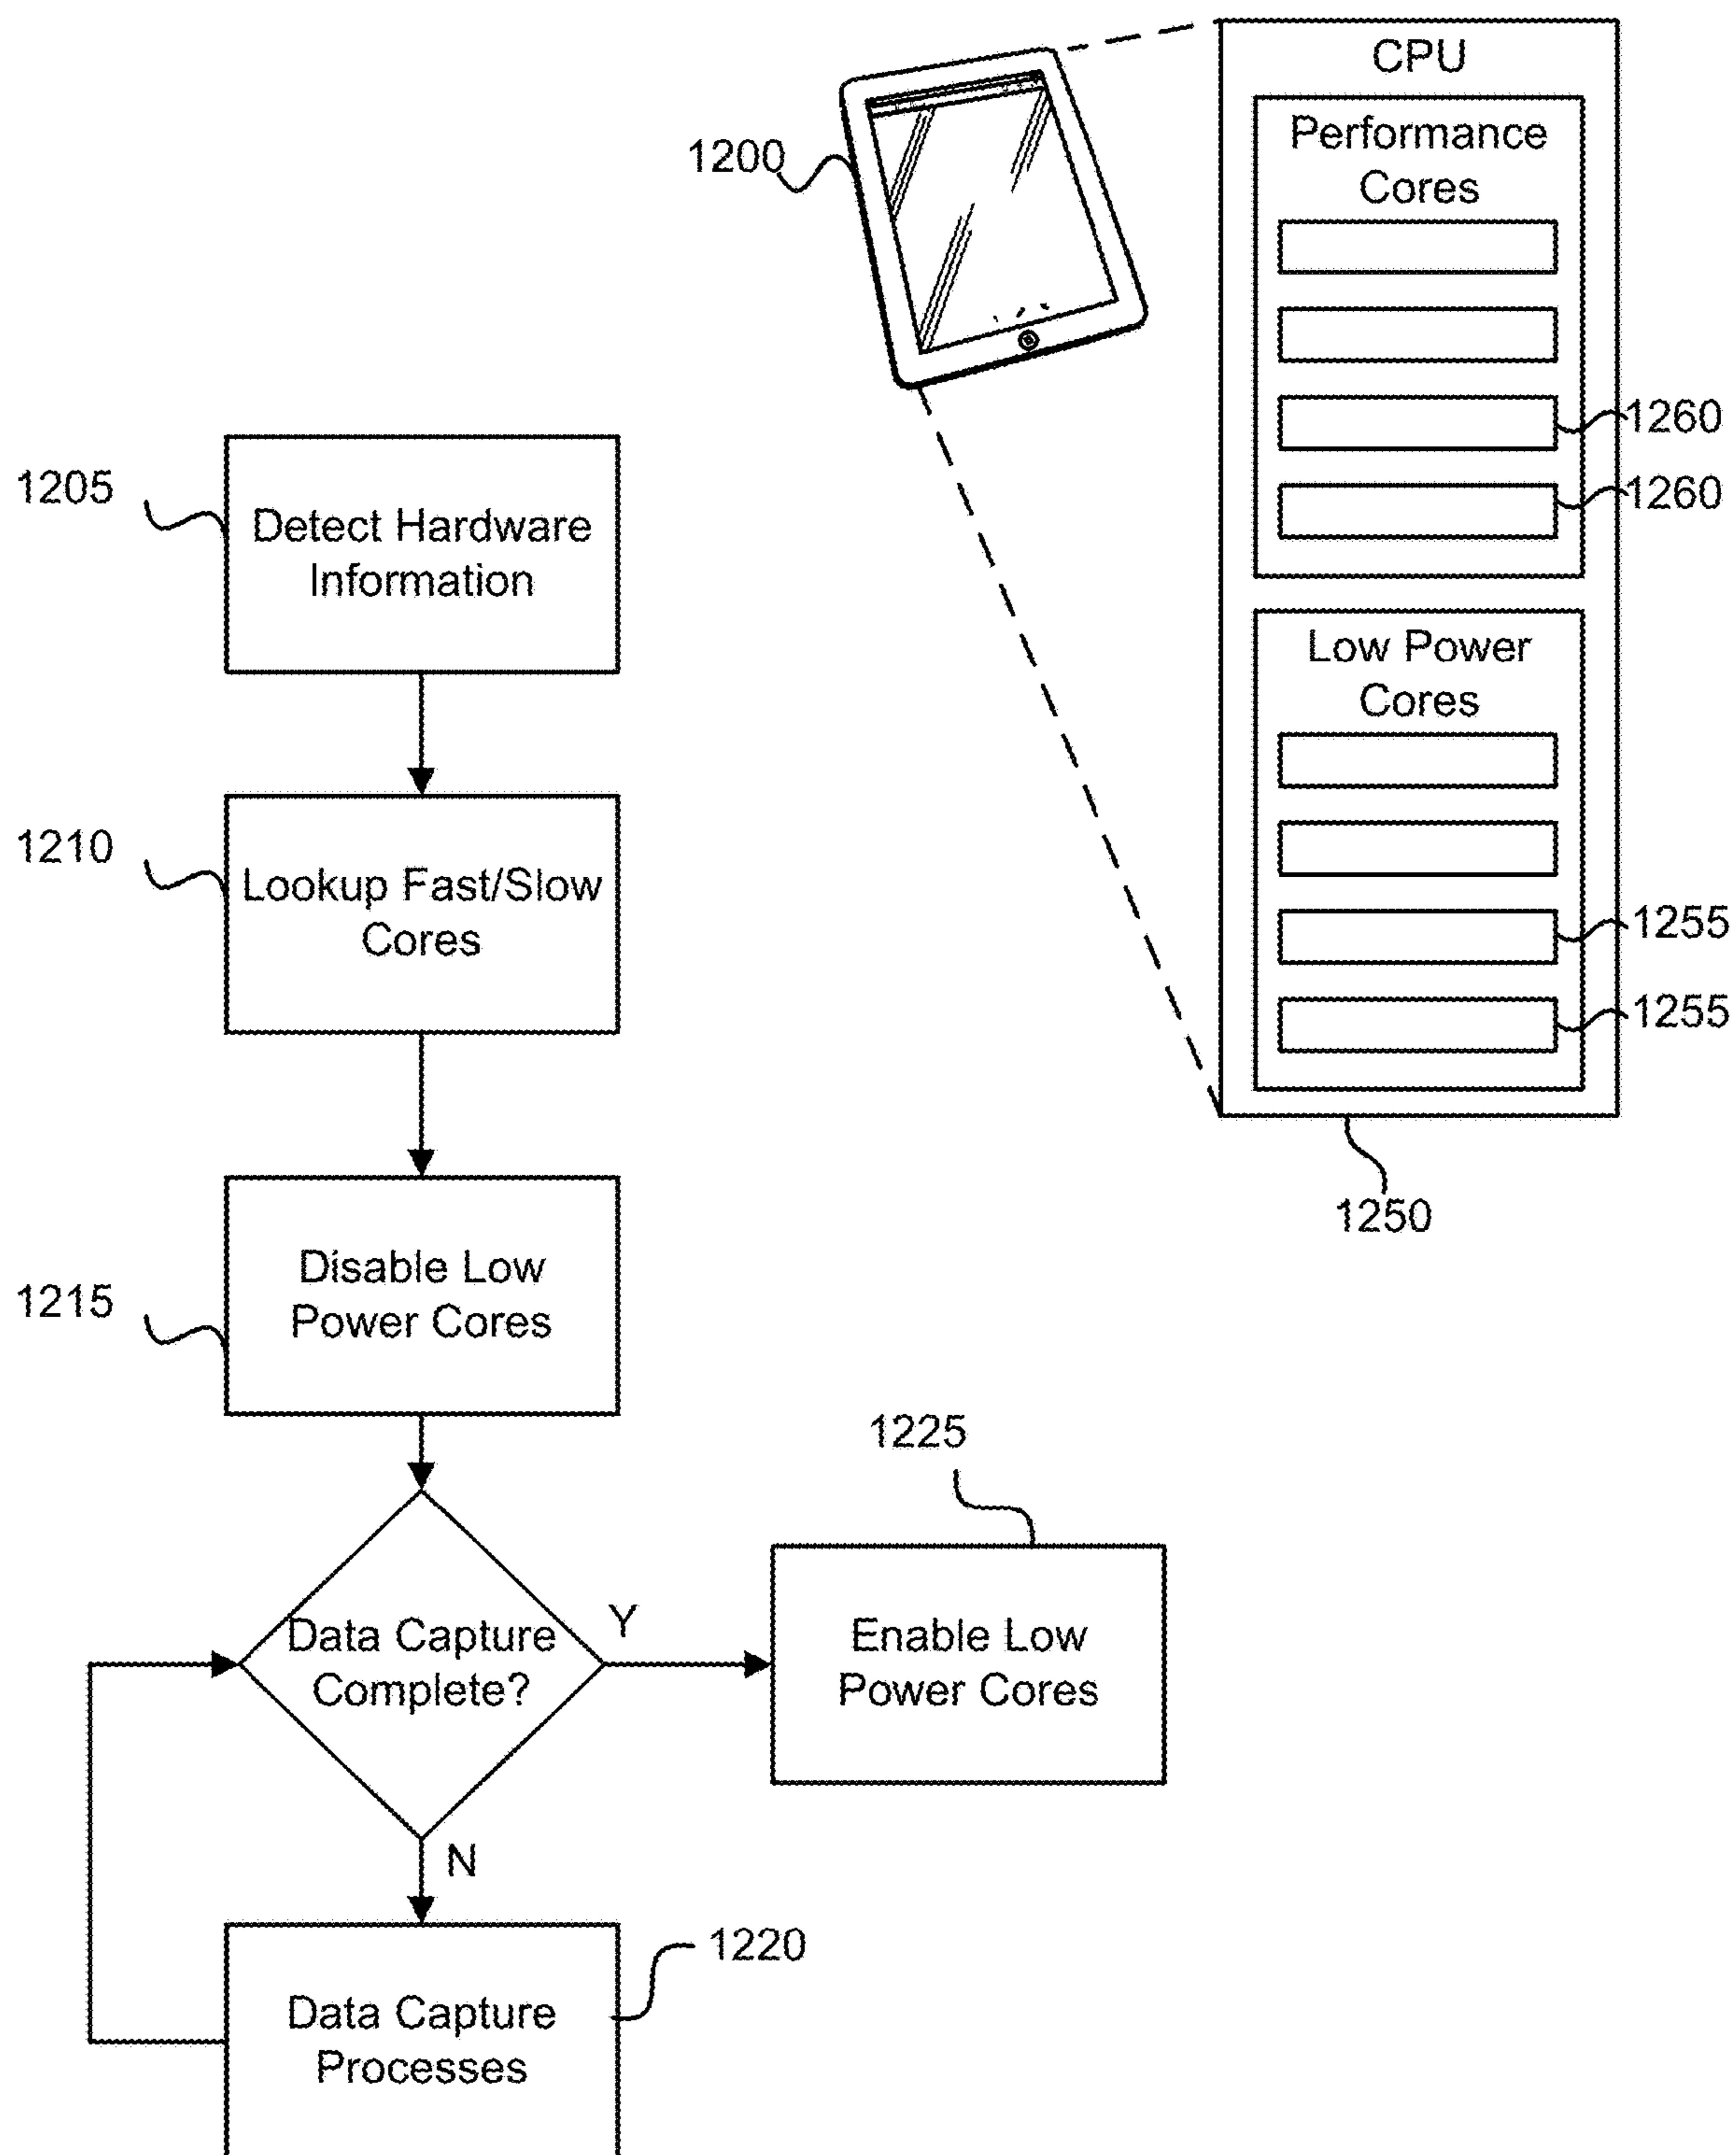 CPU
Performance
Cores
1200
1260
1260
Low Power
Cores
1255
1255
1250
1205
Detect Hardware
Information
1210
Lookup Fast/Slow
Cores
1215
Disable Low
Power Cores
1225
Data Capture
Complete?
Y
Enable Low
Power Cores
N
1220
Data Capture
Processes